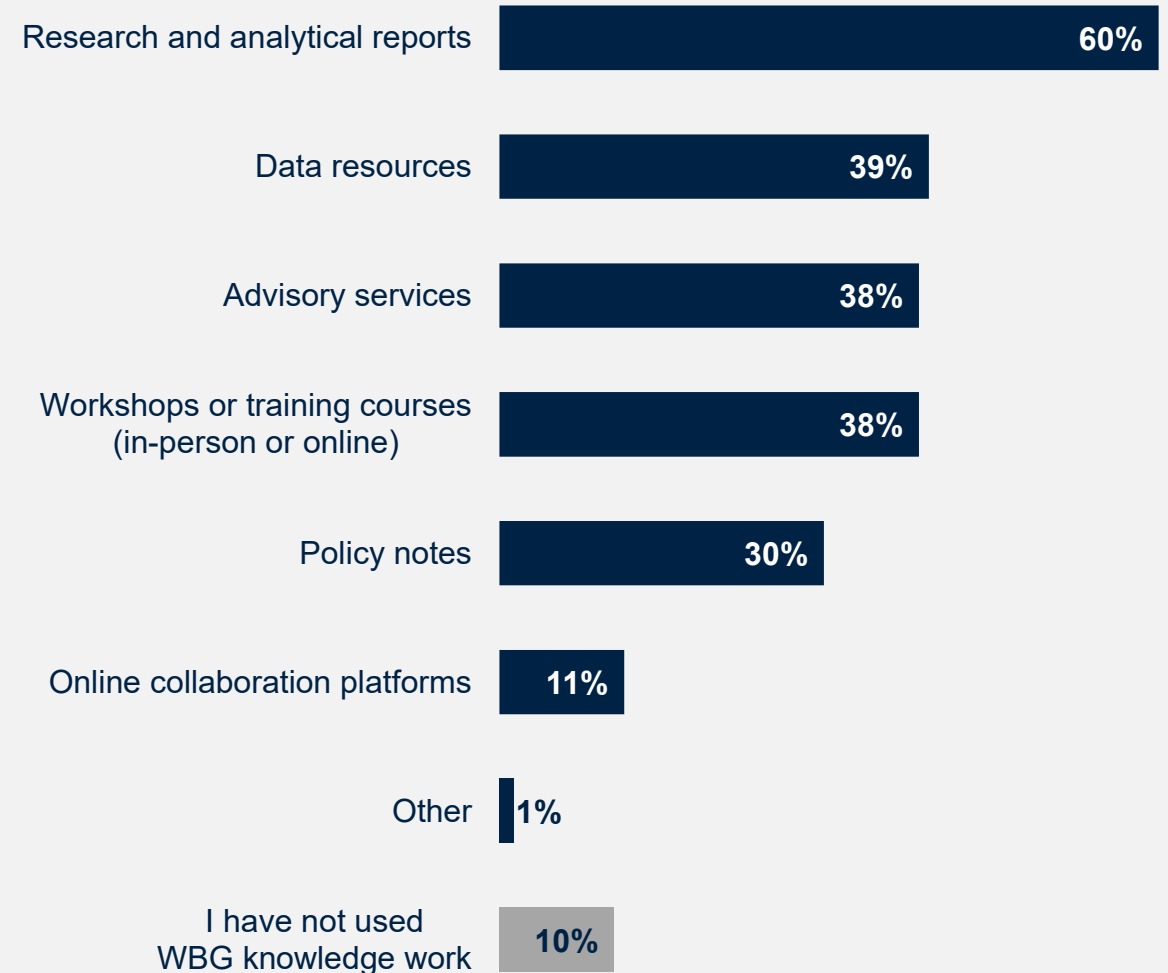 Research and analytical reports 60%
Data resources 39%
Advisory services 38%
Workshops or training courses
(in-person or online) 38%
Policy notes 30%
Online collaboration platforms 11%
Other 1%
I have not used
WBG knowledge work 10%